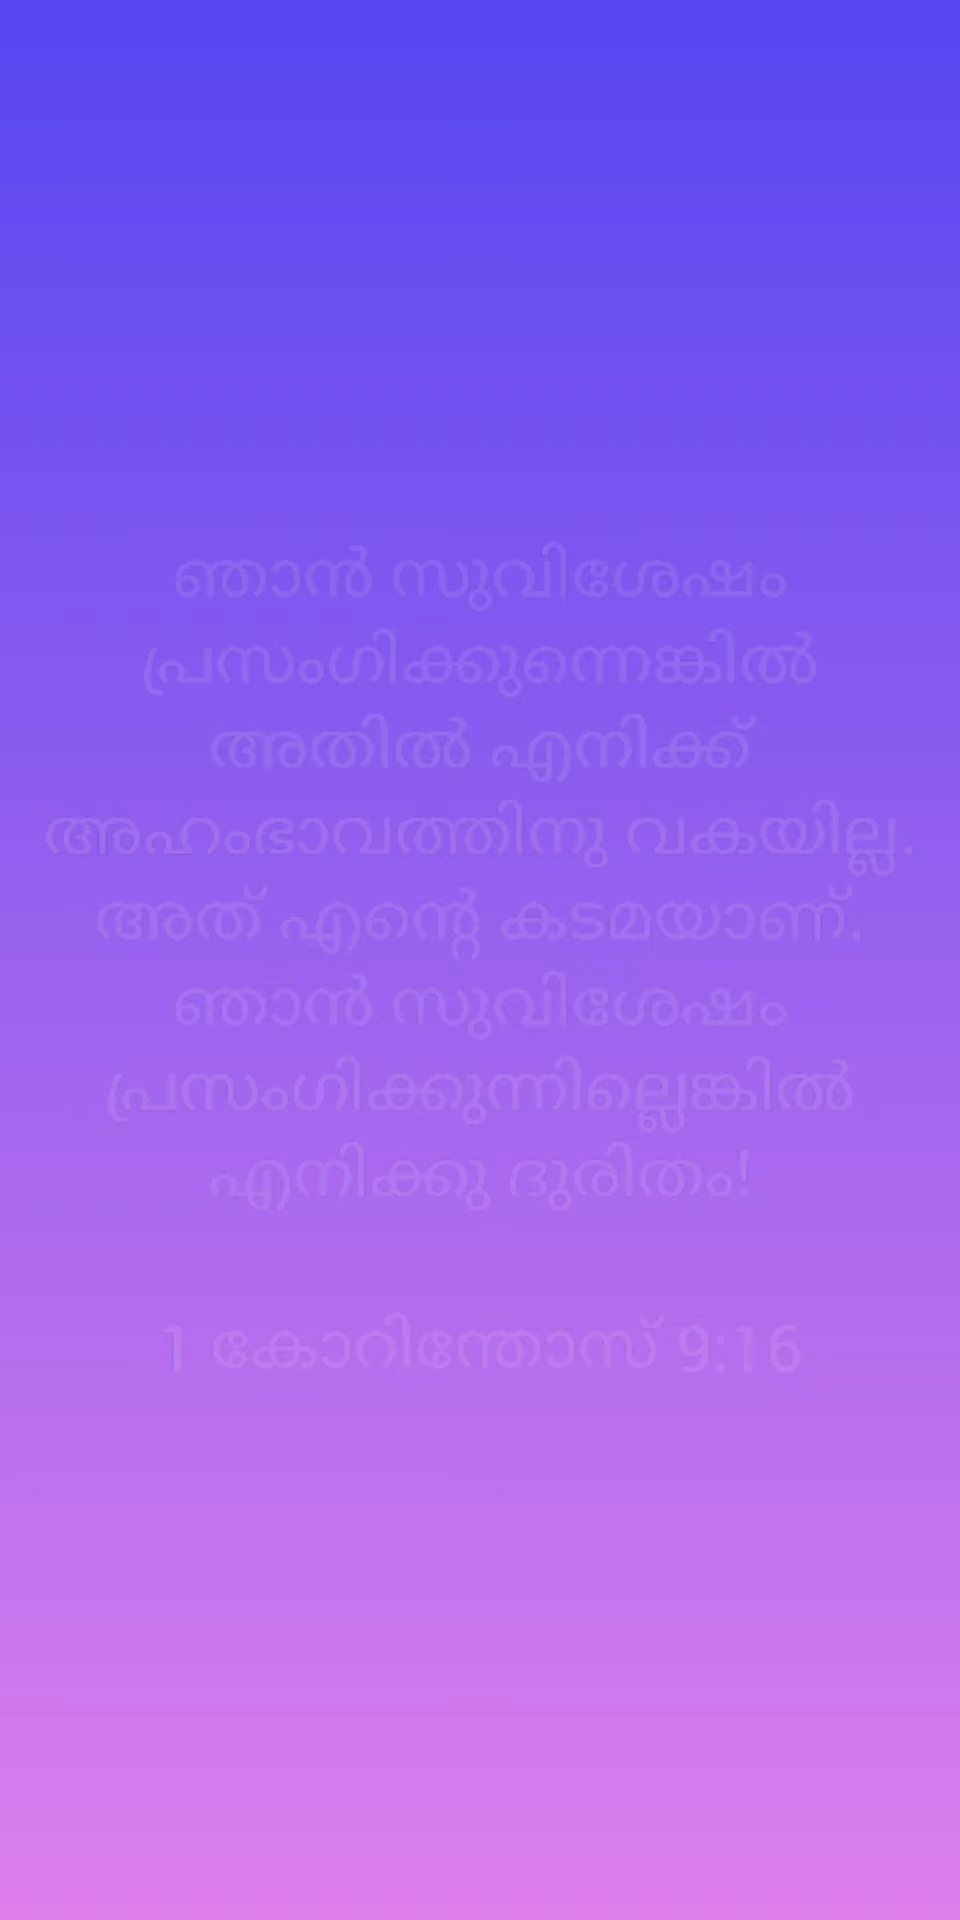 ഞാൻ സുവിശേഷം
പ്രസംഗിക്കുന്നെങ്കിൽ
അതിൽ എനിക്ക്
അഹംഭാവത്തിനു വകയില്ല.
അത് എന്റെ കടമയാണ്.
ഞാൻ സുവിശേഷം
പ്രസംഗിക്കുന്നില്ലെങ്കിൽ
എനിക്കു ദുരിതം!
1 കോറിന്തോസ് 9:16